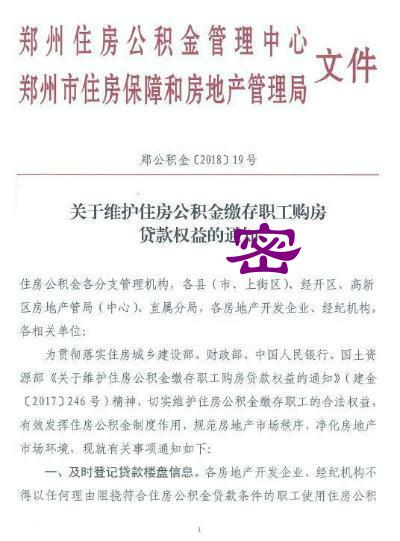 郑州住房公积金管理中心
郑州市住房保障和房地产管理局
文件
郑公积金〔2018〕19号
关于维护住房公积金缴存职工购房
贷款权益的通知
密
住房公积金各分支管理机构，各县（市、上街区）、经开区、高新
区房地产管局（中心）、直属分局，各房地产开发企业、经纪机构，
各相关单位：
为贯彻落实住房城乡建设部、财政部、中国人民银行、国土资
源部《关于维护住房公积金缴存职工购房贷款权益的通知》（建金
〔2017〕246号）精神，切实维护住房公积金缴存职工的合法权益，
有效发挥住房公积金制度作用，规范房地产市场秩序，净化房地产
市场环境，现就有关事项通知如下：
一、及时登记贷款楼盘信息。各房地产开发企业、经纪机构不
得以任何理由阻挠符合住房公积金贷款条件的职工使用住房公积
1